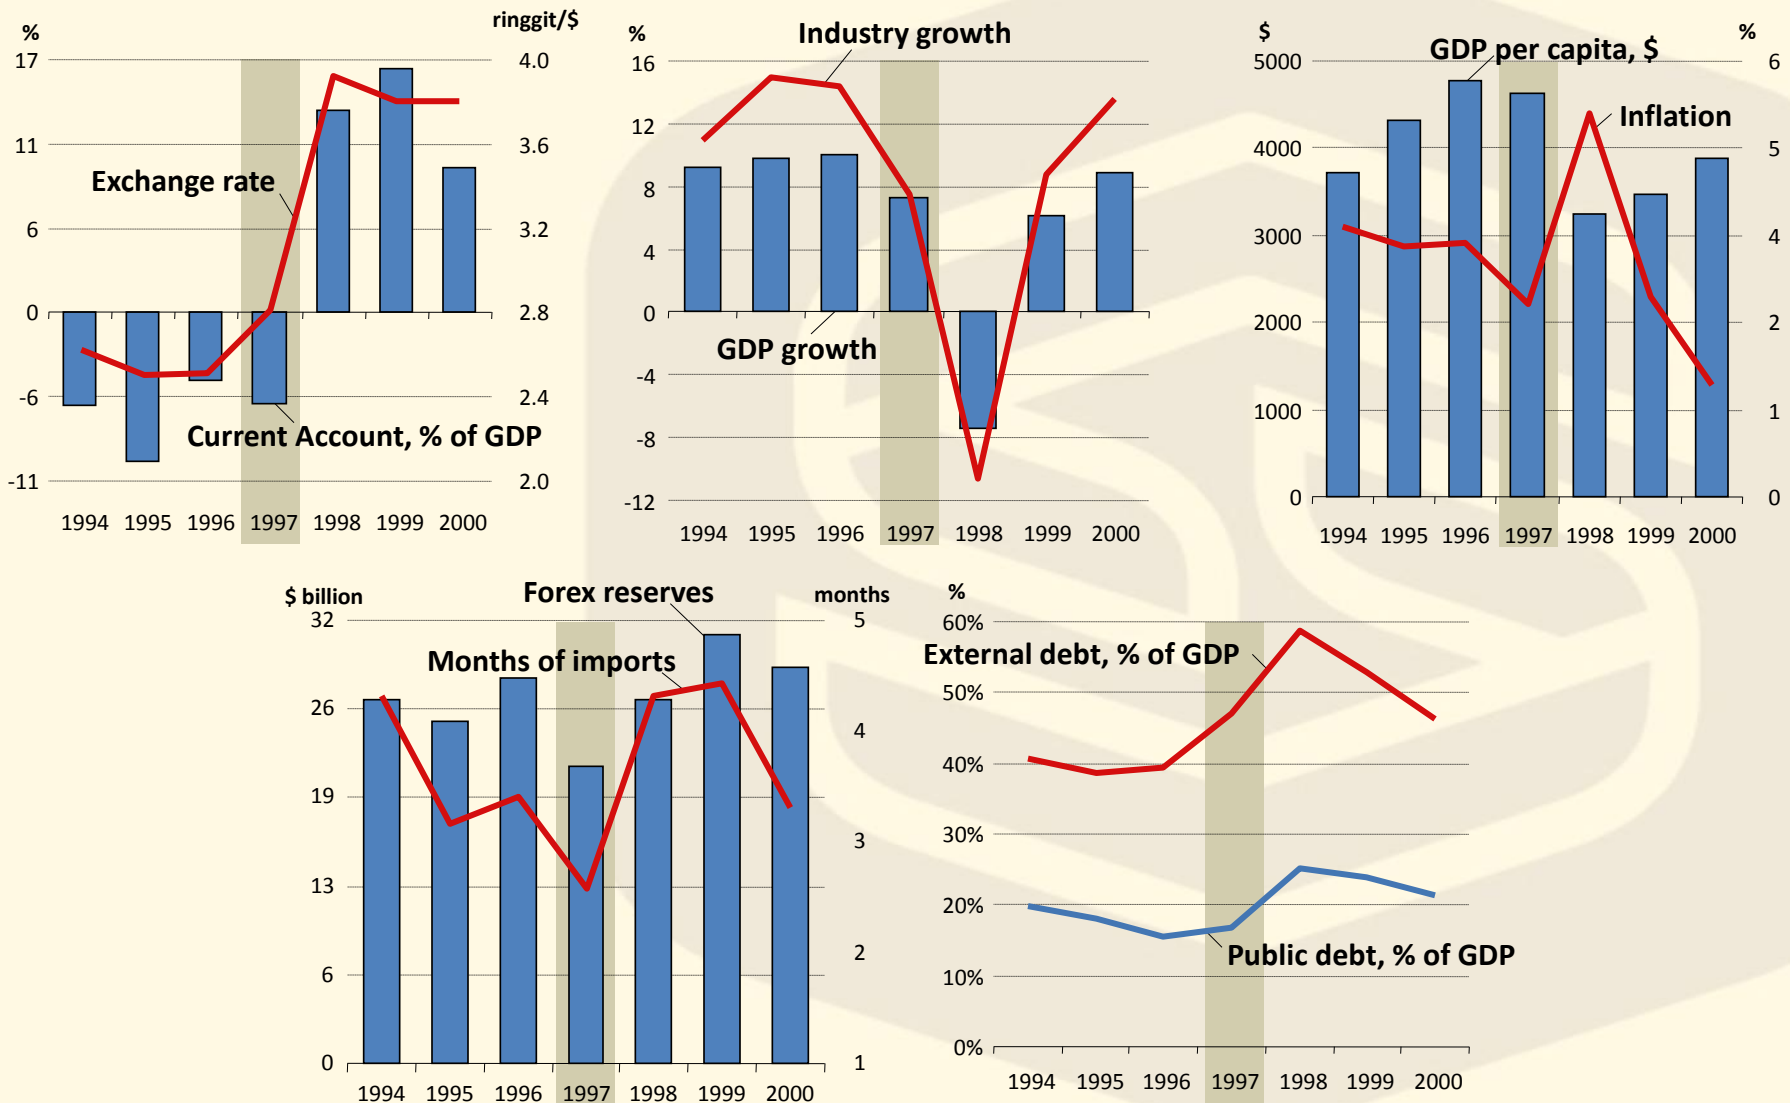 % ringgit/$
17 4.0
11 3.6
Exchange rate
6 3.2
0 2.8
-6 2.4
Current Account, % of GDP
-11 2.0
1994 1995 1996 1997 1998 1999 2000
% Industry growth
16
12
8
4
0
GDP growth
-4
-8
-12
1994 1995 1996 1997 1998 1999 2000
$ %
GDP per capita, $
5000 6
Inflation
4000 5
3000 4
2000 2
1000 1
0 0
1994 1995 1996 1997 1998 1999 2000
$ billion Forex reserves months
32 5
Months of imports
26
4
19
3
13
2
6
0 1
1994 1995 1996 1997 1998 1999 2000
%
60%
External debt, % of GDP
50%
40%
30%
20%
Public debt, % of GDP
10%
0%
1994 1995 1996 1997 1998 1999 2000